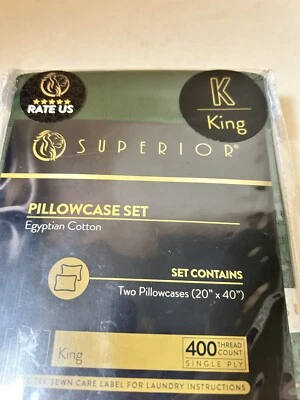 RATE US
K
King
SUPERIOR®
PILLOWCASE SET
Egyptian Cotton
SET CONTAINS
Two Pillowcases (20" x 40")
King
400 THREAD
COUNT
SINGLE PLY
SEWN CARE LABEL FOR LAUNDRY INSTRUCTIONS